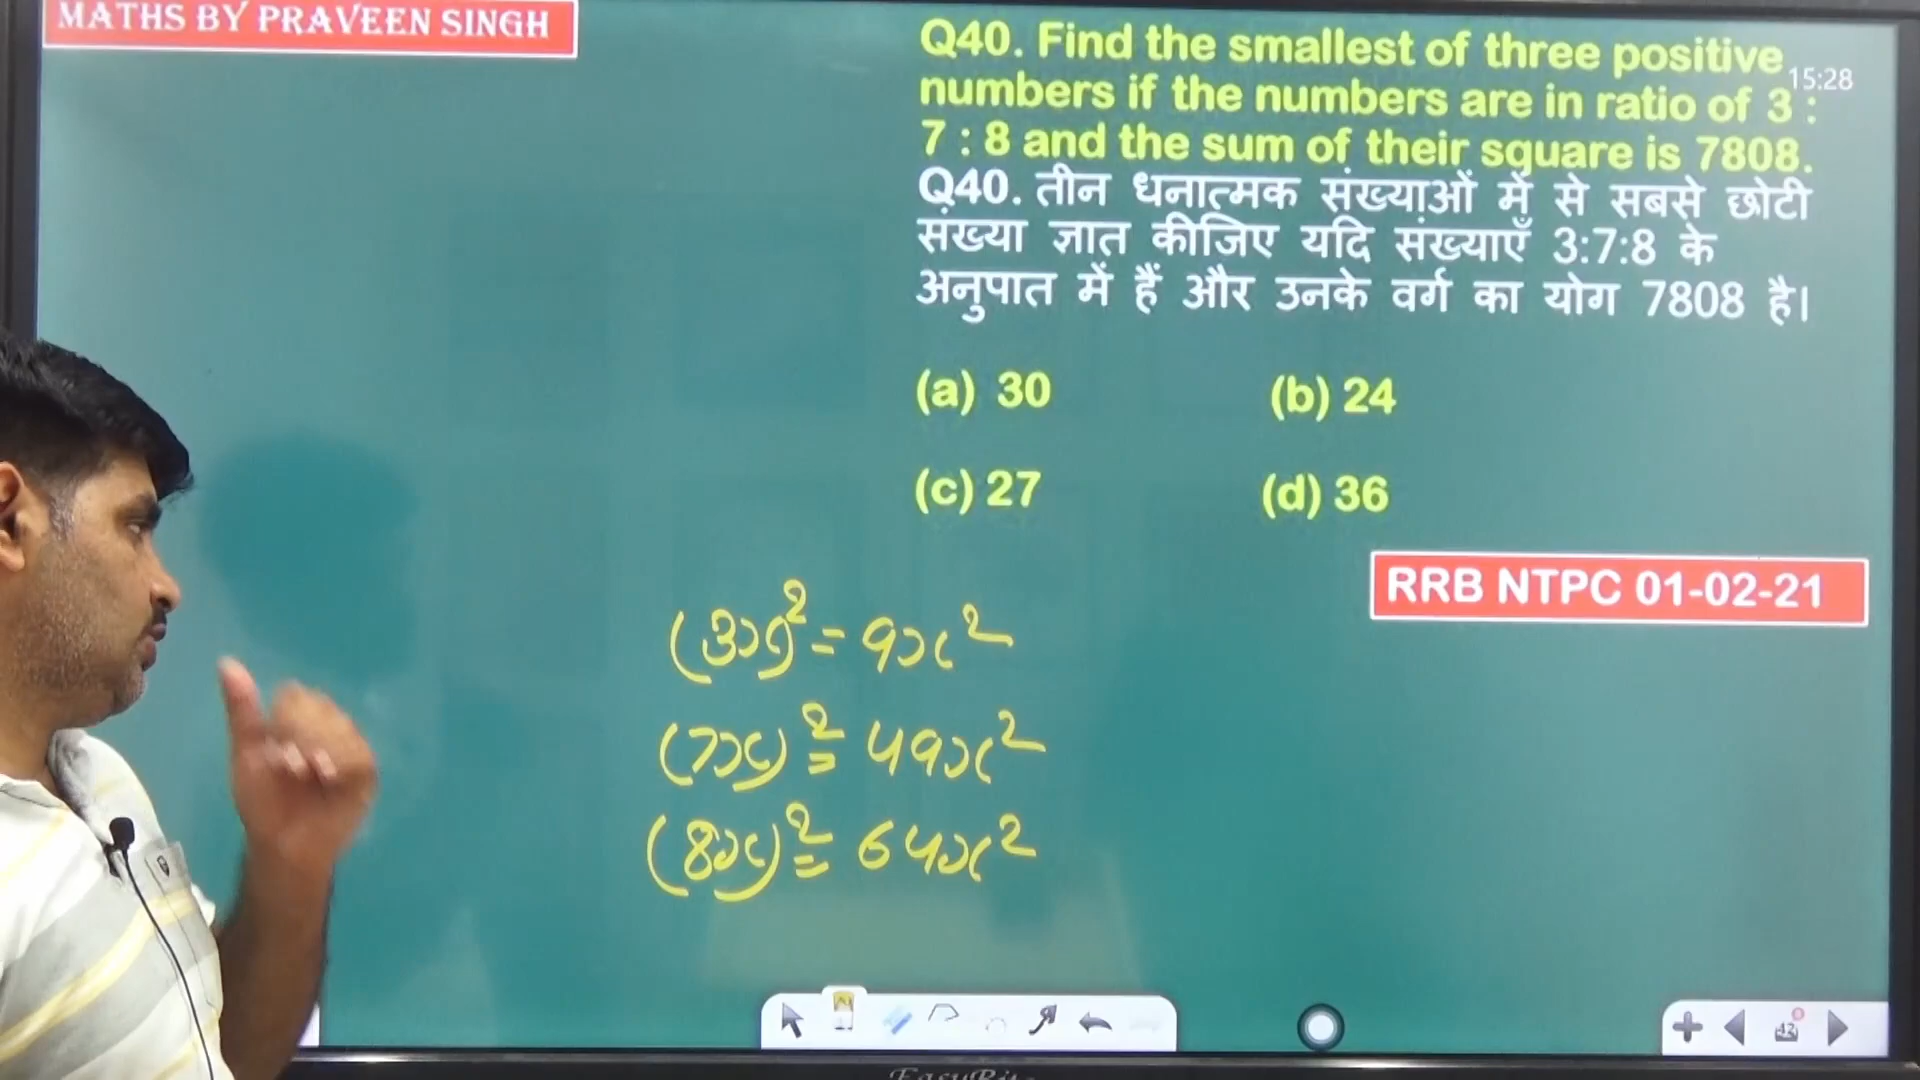 MATHS BY PRAVEEN SINGH
Q40. Find the smallest of three positive
15:28
numbers if the numbers are in ratio of 3 :
7 : 8 and the sum of their square is 7808.
Q40. तीन धनात्मक संख्याओं में से सबसे छोटी
संख्या ज्ञात कीजिए यदि संख्याएँ 3:7:8 के
अनुपात में हैं और उनके वर्ग का योग 7808 है।
(a) 30 (b) 24
(c) 27 (d) 36
RRB NTPC 01-02-21
(3x)² = 9x²
(7x)² = 49x²
(8x)² = 64x²
42